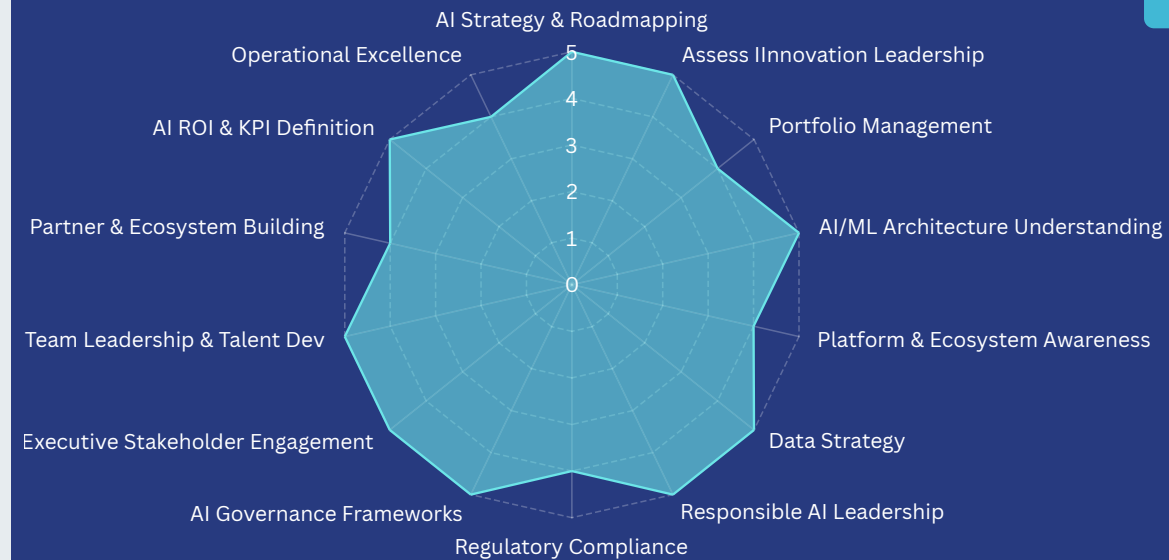 AI Strategy & Roadmapping
Operational Excellence
5
Assess IInnovation Leadership
4
AI ROI & KPI Definition
Portfolio Management
3
2
Partner & Ecosystem Building
AI/ML Architecture Understanding
1
0
Team Leadership & Talent Dev
Platform & Ecosystem Awareness
Executive Stakeholder Engagement
Data Strategy
AI Governance Frameworks
Responsible AI Leadership
Regulatory Compliance